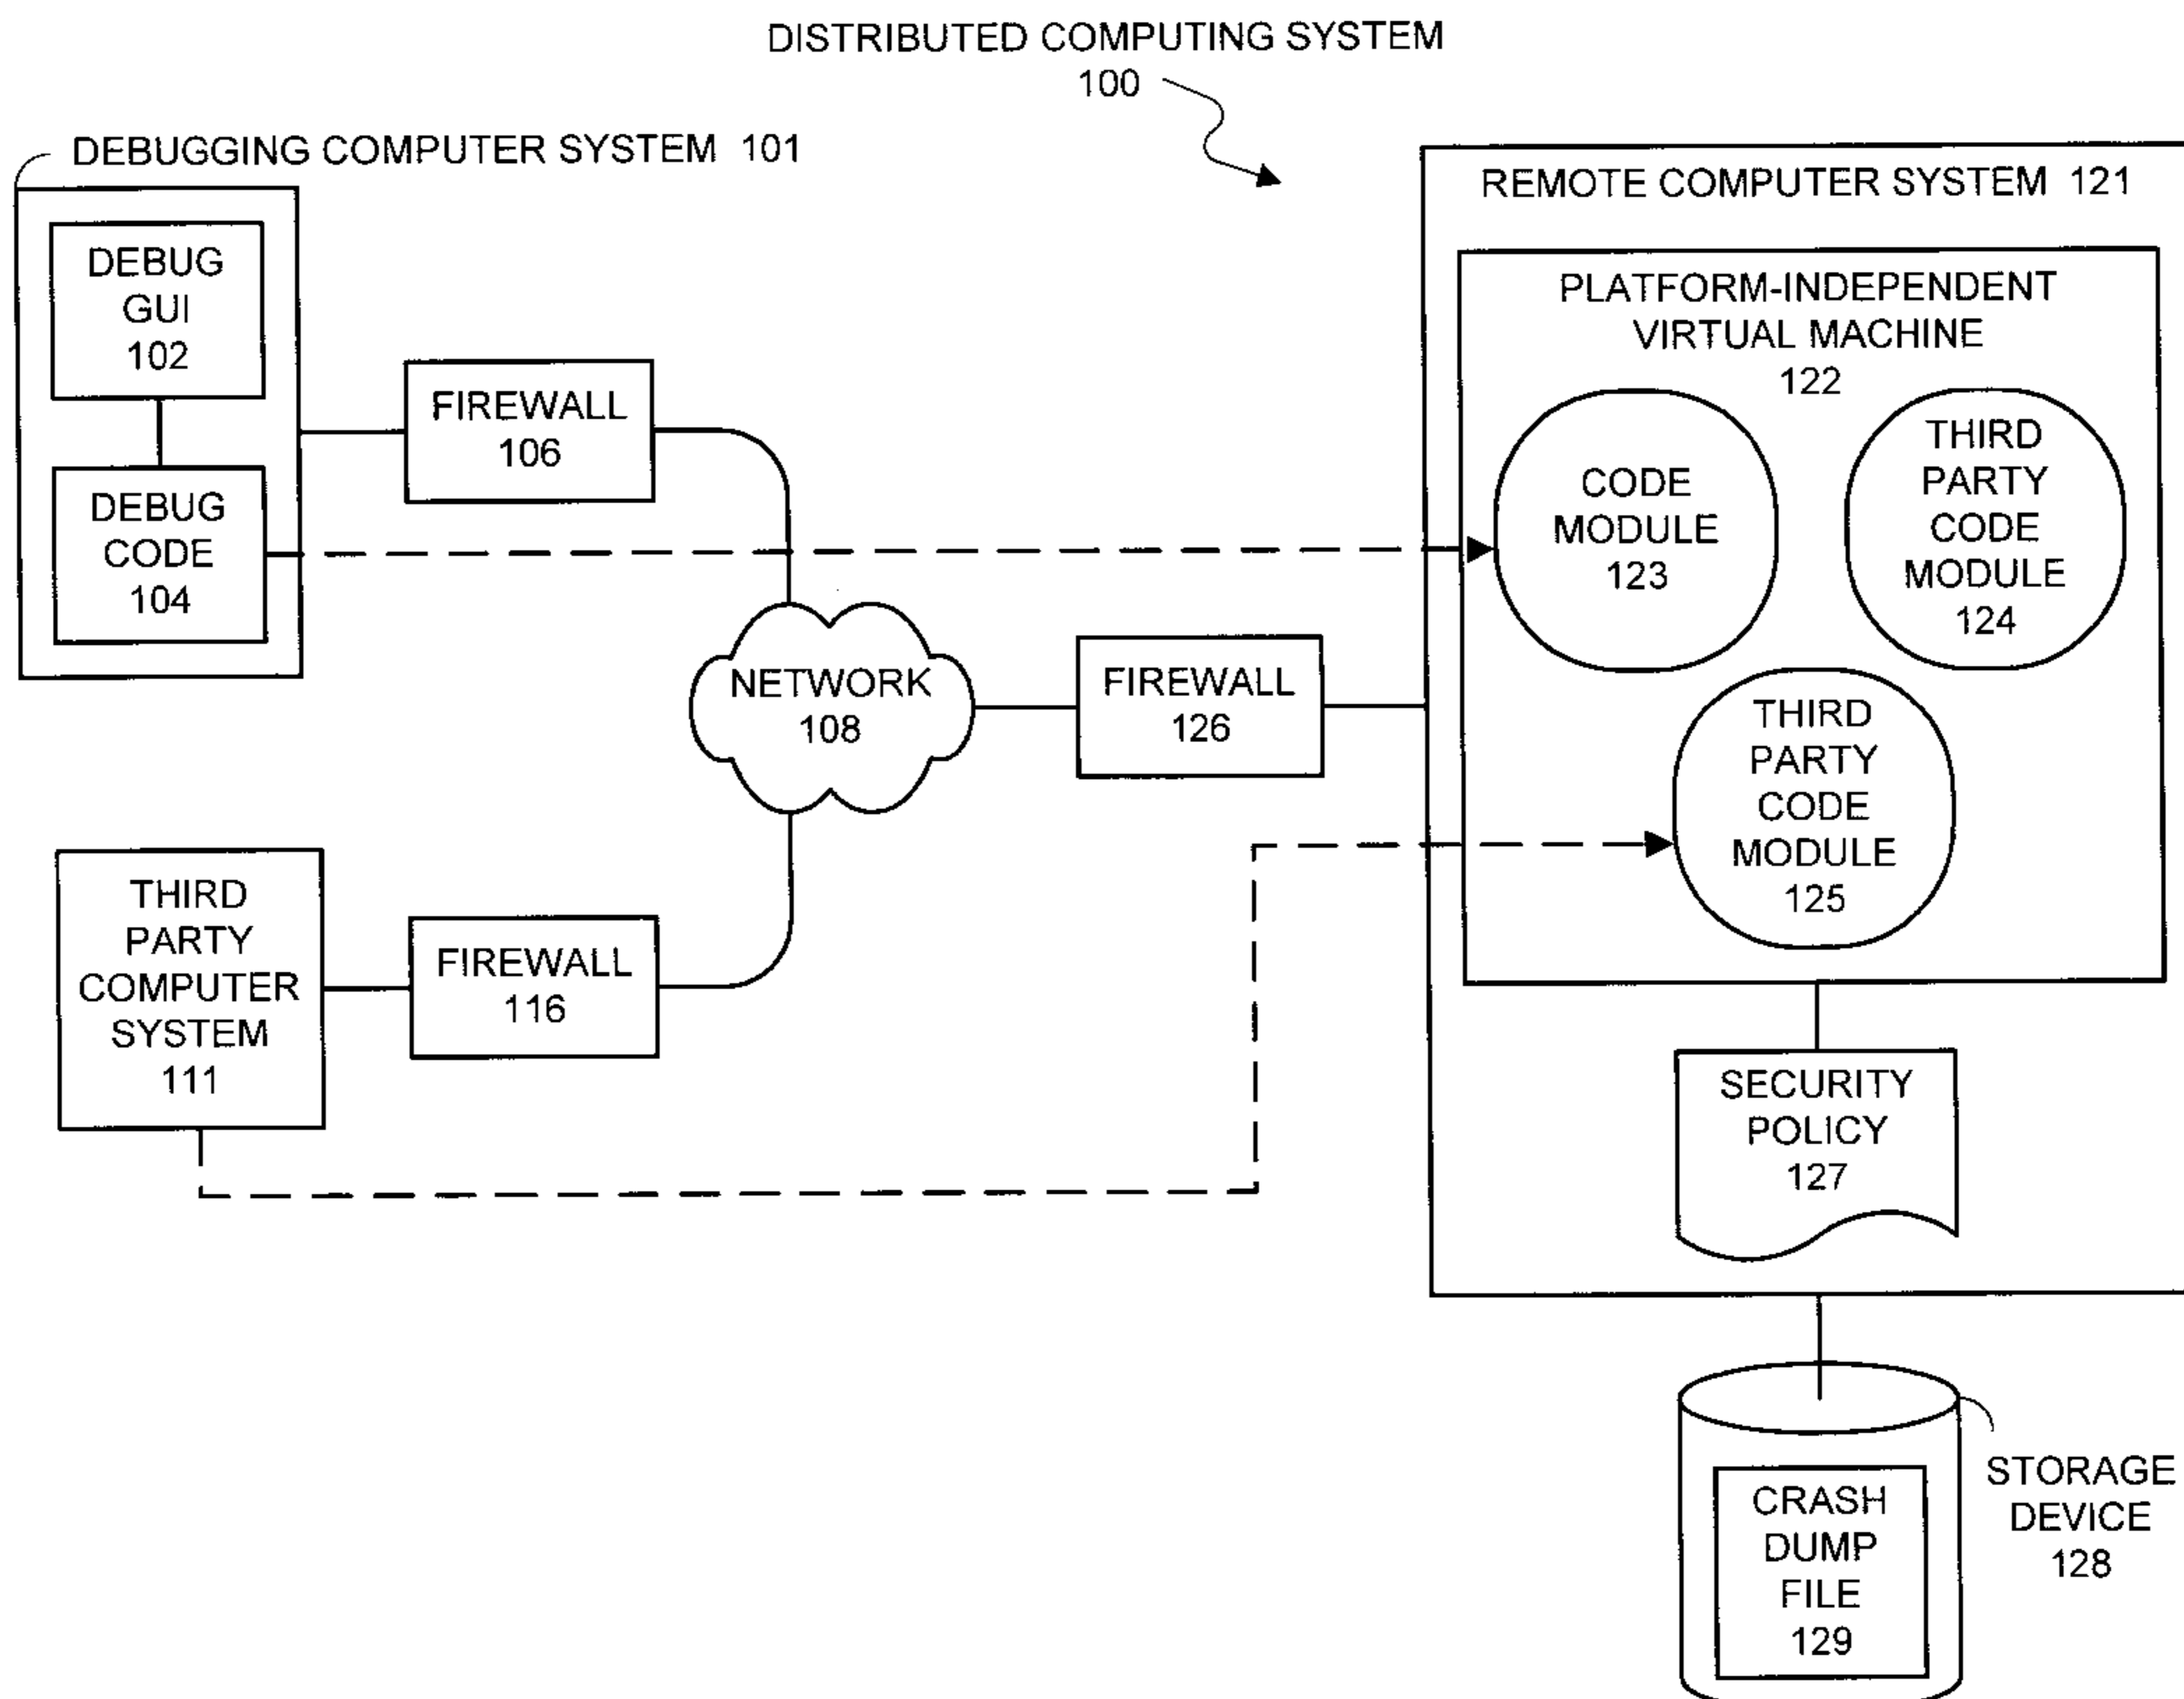 DISTRIBUTED COMPUTING SYSTEM
100
DEBUGGING COMPUTER SYSTEM 101
DEBUG
GUI
102
DEBUG
CODE
104
FIREWALL
106
NETWORK
108
FIREWALL
126
THIRD
PARTY
COMPUTER
SYSTEM
111
FIREWALL
116
REMOTE COMPUTER SYSTEM 121
PLATFORM-INDEPENDENT
VIRTUAL MACHINE
122
CODE
MODULE
123
THIRD
PARTY
CODE
MODULE
124
THIRD
PARTY
CODE
MODULE
125
SECURITY
POLICY
127
STORAGE
DEVICE
128
CRASH
DUMP
FILE
129